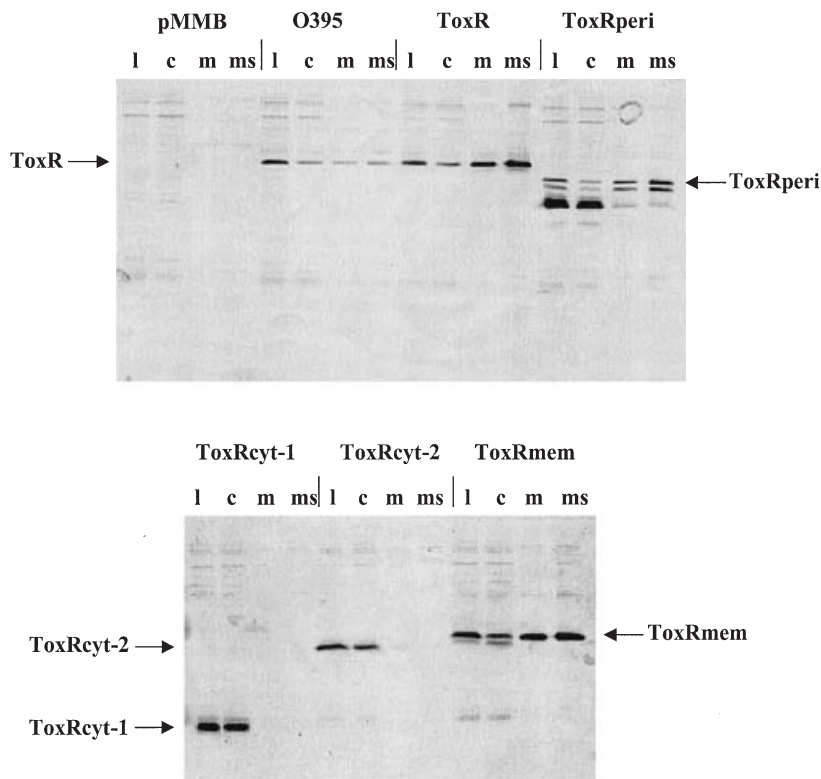 pMMB O395 ToxR ToxRperi
l c m ms l c m ms l c m ms l c m ms
ToxR
ToxRperi
ToxRcyt-1 ToxRcyt-2 ToxRmem
l c m ms l c m ms l c m ms
ToxRcyt-2
ToxRmem
ToxRcyt-1